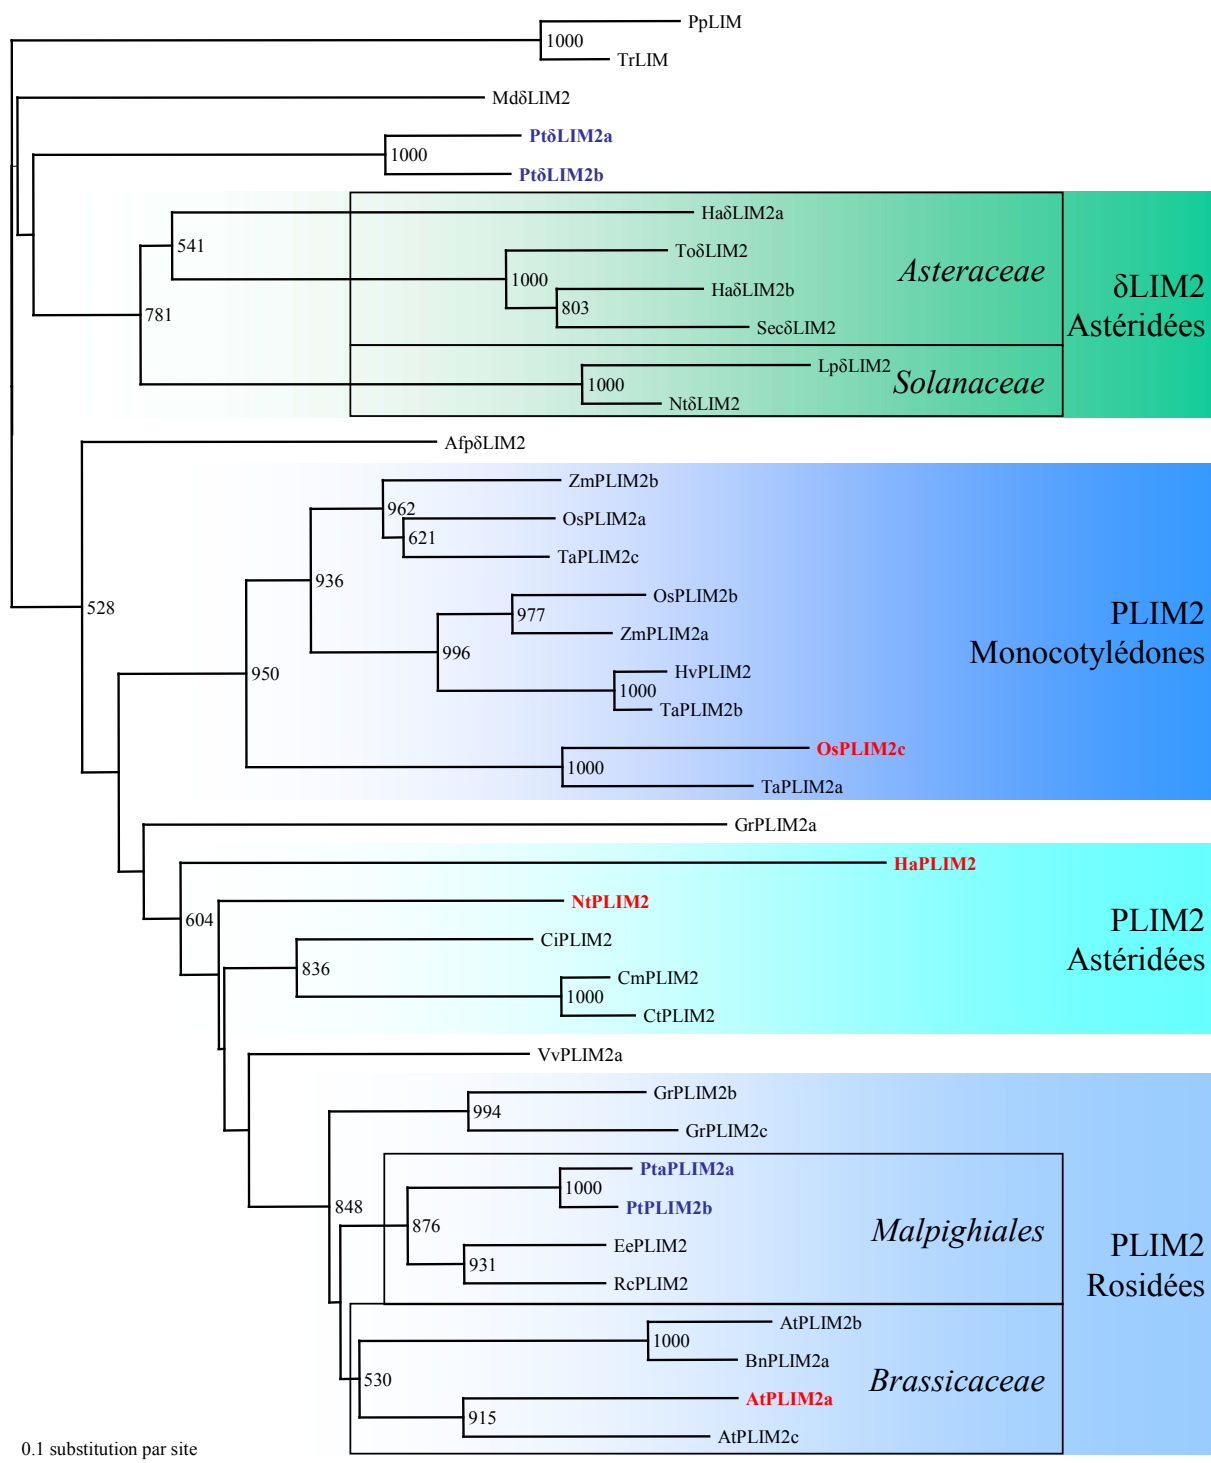 PpLIM
1000
TrLIM
MdδLIM2
PtδLIM2a
1000
PtδLIM2b
HaδLIM2a
541
ToδLIM2
Asteraceae
1000
HaδLIM2b
803
δLIM2
Astéridées
781
SecδLIM2
LpδLIM2
1000
Solanaceae
NtδLIM2
AfpδLIM2
ZmPLIM2b
962
OsPLIM2a
621
TaPLIM2c
936
OsPLIM2b
528
977
PLIM2
Monocotylédones
ZmPLIM2a
996
950
HvPLIM2
1000
TaPLIM2b
OsPLIM2c
1000
TaPLIM2a
GrPLIM2a
HaPLIM2
NtPLIM2
604
PLIM2
Astéridées
CiPLIM2
836
CmPLIM2
1000
CtPLIM2
VvPLIM2a
GrPLIM2b
994
GrPLIM2c
PtaPLIM2a
1000
848
PtPLIM2b
876
Malpighiales
EePLIM2
931
PLIM2
Rosidées
RcPLIM2
AtPLIM2b
1000
BnPLIM2a
530
Brassicaceae
AtPLIM2a
915
AtPLIM2c
0.1 substitution par site